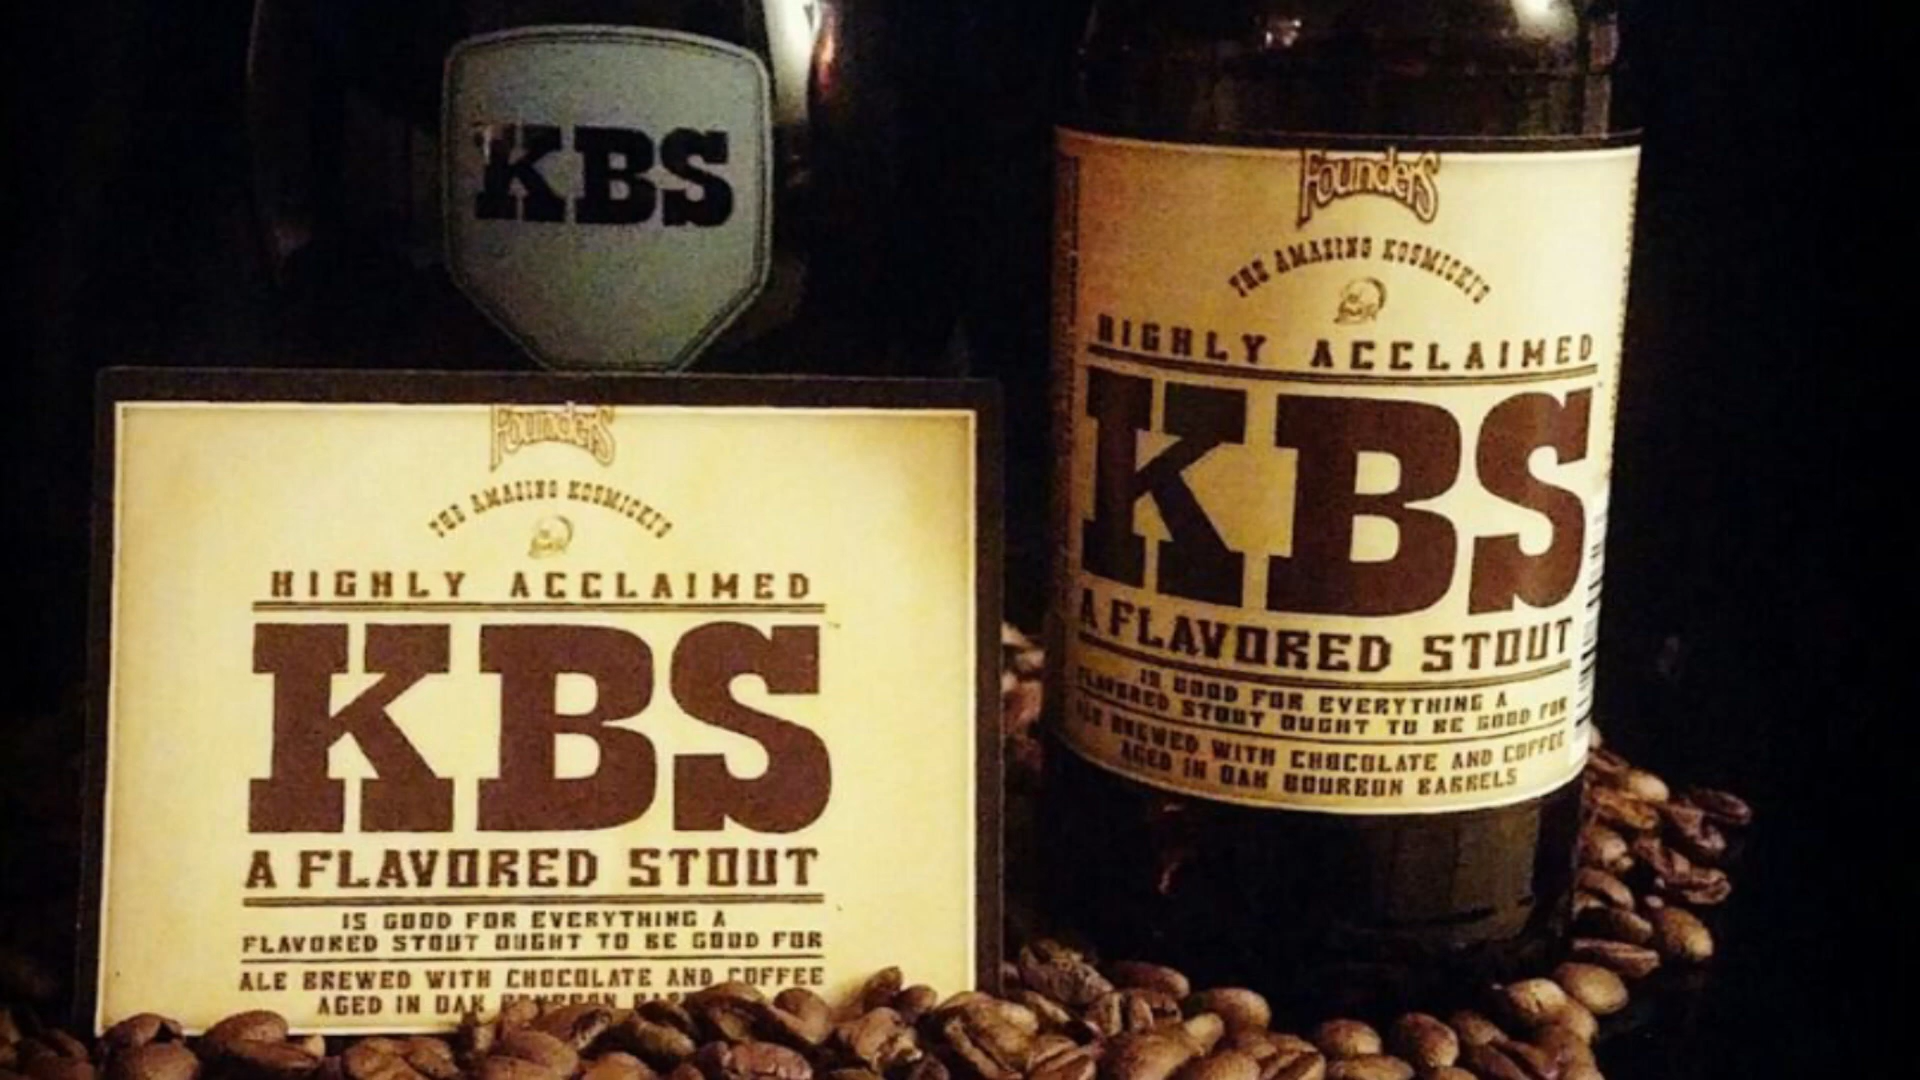 KBS
Founders
THE AMAZING KOSMICKI'S
HIGHLY ACCLAIMED
KBS
A FLAVORED STOUT
IS GOOD FOR EVERYTHING A
FLAVORED STOUT OUGHT TO BE GOOD FOR
ALE BREWED WITH CHOCOLATE AND COFFEE
AGED IN OAK BOURBON BARRELS
Founders
THE AMAZING KOSMICKI'S
HIGHLY ACCLAIMED
KBS
A FLAVORED STOUT
IS GOOD FOR EVERYTHING A
FLAVORED STOUT OUGHT TO BE GOOD FOR
ALE BREWED WITH CHOCOLATE AND COFFEE
AGED IN OAK